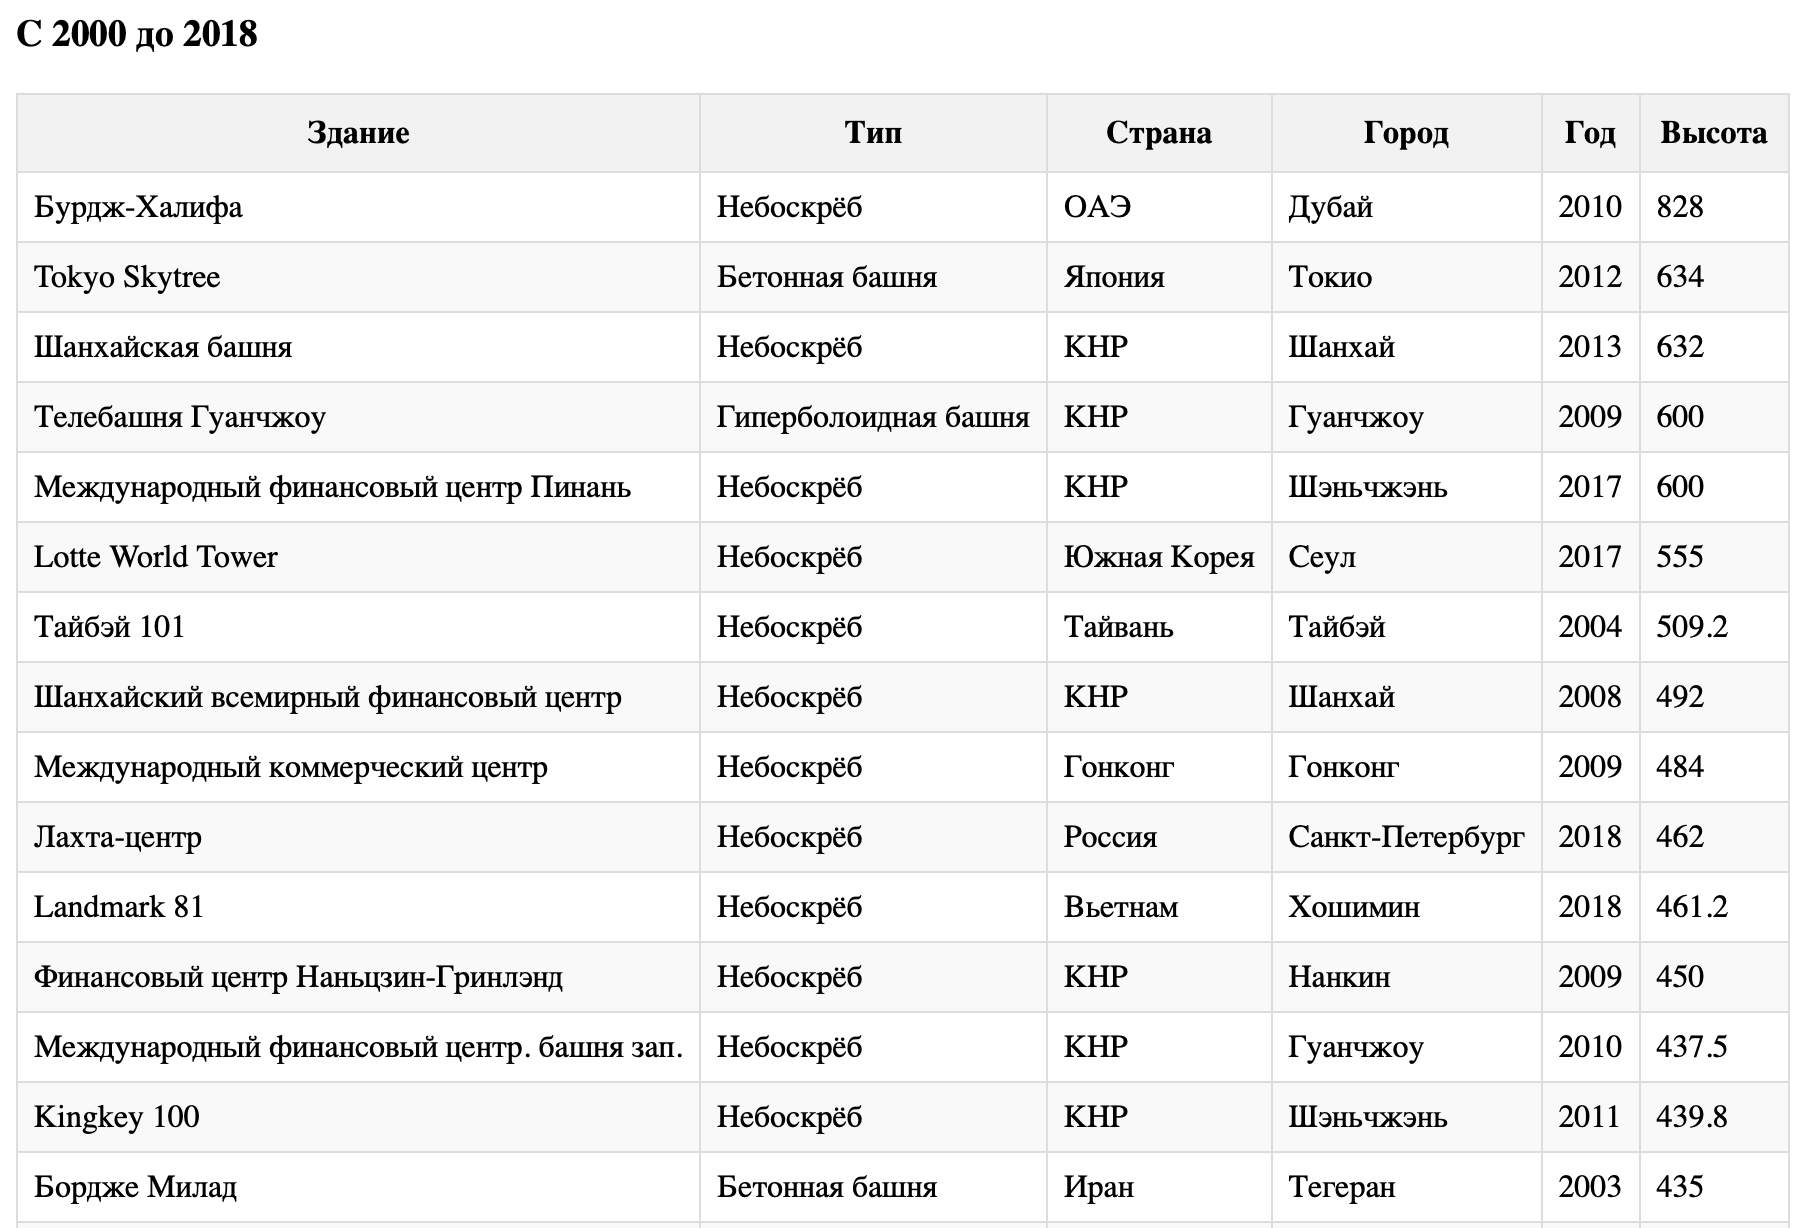 С 2000 до 2018
Здание Тип Страна Город Год Высота
Бурдж-Халифа Небоскрёб ОАЭ Дубай 2010 828
Tokyo Skytree Бетонная башня Япония Токио 2012 634
Шанхайская башня Небоскрёб КНР Шанхай 2013 632
Телебашня Гуанчжоу Гиперболоидная башня КНР Гуанчжоу 2009 600
Международный финансовый центр Пинань Небоскрёб КНР Шэньчжэнь 2017 600
Lotte World Tower Небоскрёб Южная Корея Сеул 2017 555
Тайбэй 101 Небоскрёб Тайвань Тайбэй 2004 509.2
Шанхайский всемирный финансовый центр Небоскрёб КНР Шанхай 2008 492
Международный коммерческий центр Небоскрёб Гонконг Гонконг 2009 484
Лахта-центр Небоскрёб Россия Санкт-Петербург 2018 462
Landmark 81 Небоскрёб Вьетнам Хошимин 2018 461.2
Финансовый центр Наньцзин-Гринлэнд Небоскрёб КНР Нанкин 2009 450
Международный финансовый центр. башня зап. Небоскрёб КНР Гуанчжоу 2010 437.5
Kingkey 100 Небоскрёб КНР Шэньчжэнь 2011 439.8
Бордже Милад Бетонная башня Иран Тегеран 2003 435